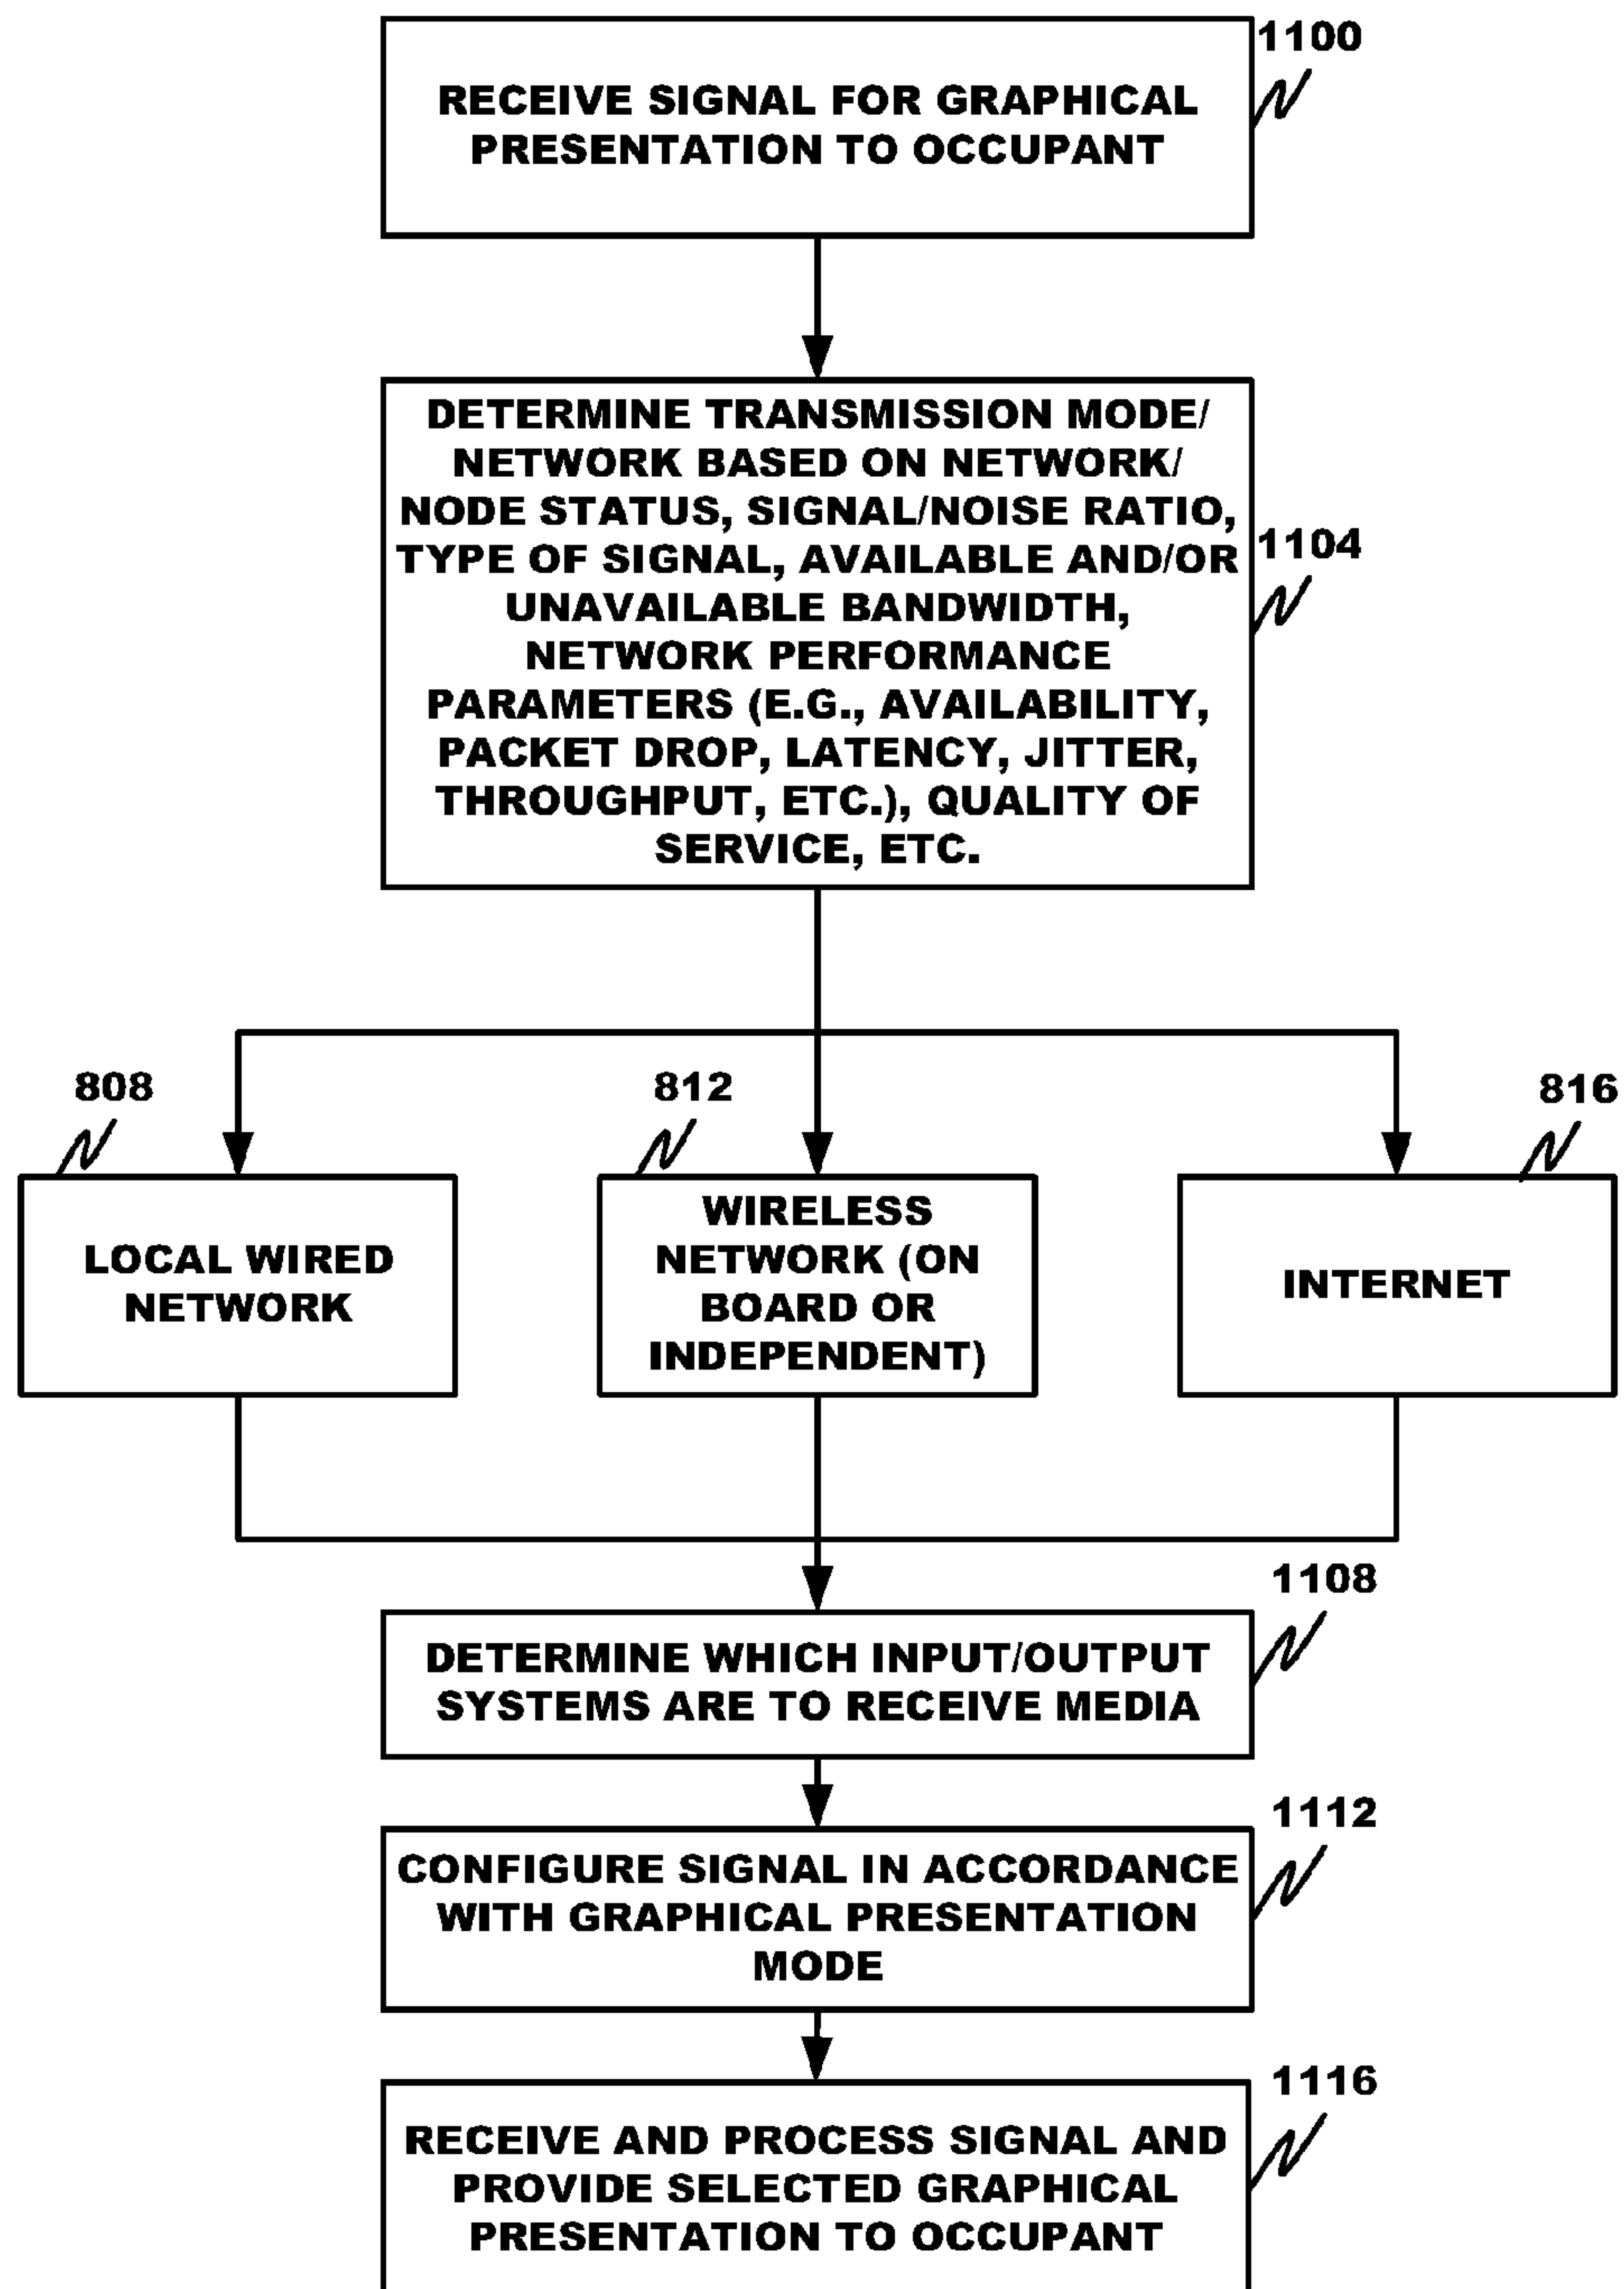 1100
RECEIVE SIGNAL FOR GRAPHICAL
PRESENTATION TO OCCUPANT
DETERMINE TRANSMISSION MODE/
NETWORK BASED ON NETWORK/
NODE STATUS, SIGNAL/NOISE RATIO,
TYPE OF SIGNAL, AVAILABLE AND/OR
UNAVAILABLE BANDWIDTH,
NETWORK PERFORMANCE
PARAMETERS (E.G., AVAILABILITY,
PACKET DROP, LATENCY, JITTER,
THROUGHPUT, ETC.), QUALITY OF
SERVICE, ETC.
1104
808
LOCAL WIRED
NETWORK
812
WIRELESS
NETWORK (ON
BOARD OR
INDEPENDENT)
816
INTERNET
1108
DETERMINE WHICH INPUT/OUTPUT
SYSTEMS ARE TO RECEIVE MEDIA
1112
CONFIGURE SIGNAL IN ACCORDANCE
WITH GRAPHICAL PRESENTATION
MODE
1116
RECEIVE AND PROCESS SIGNAL AND
PROVIDE SELECTED GRAPHICAL
PRESENTATION TO OCCUPANT